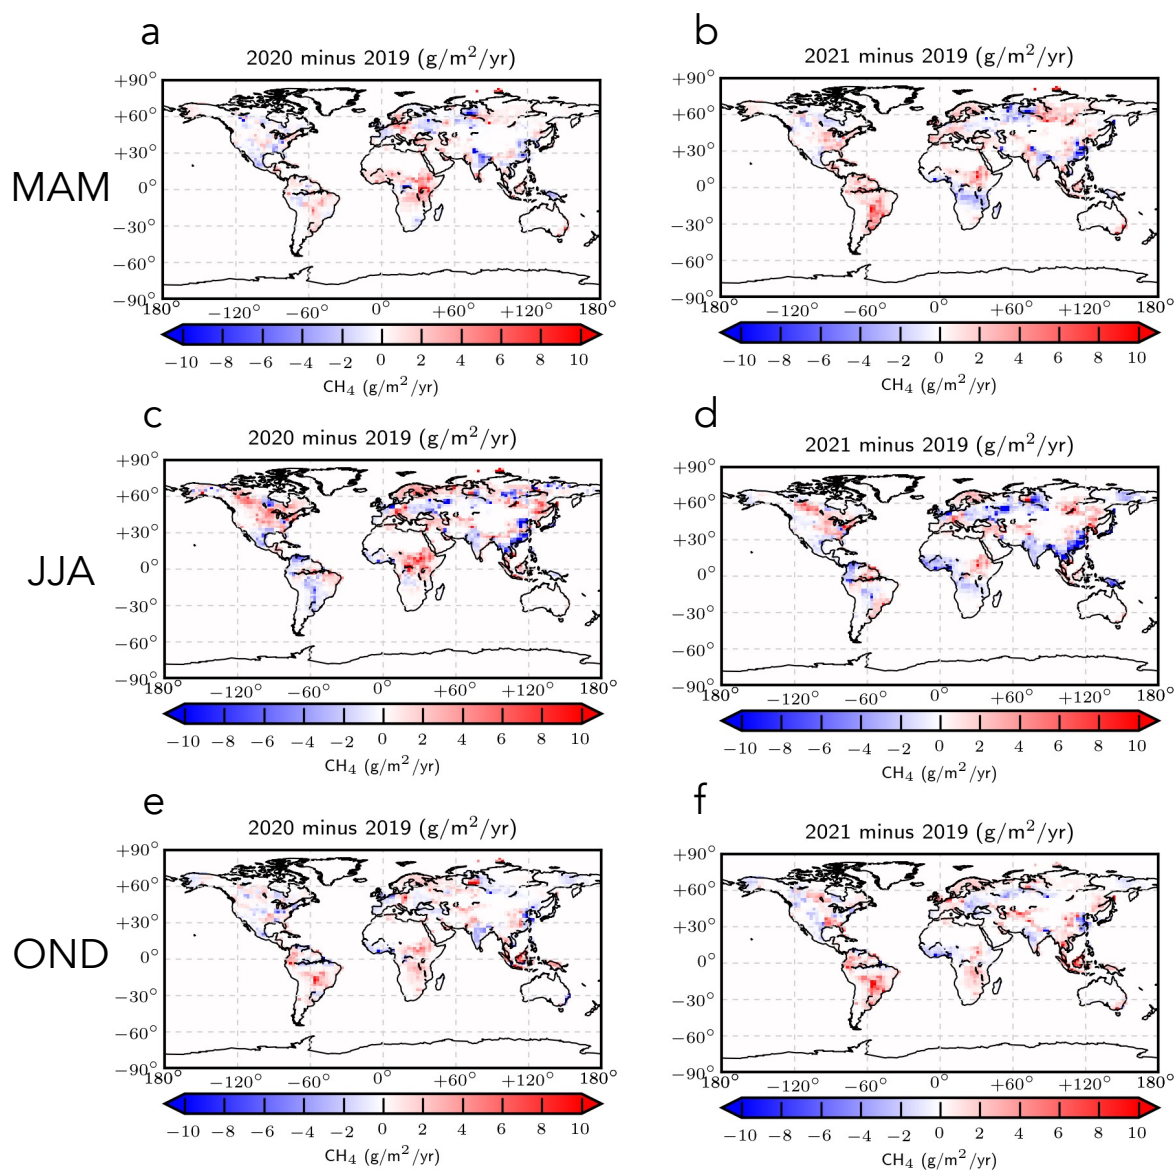 a
2020 minus 2019 (g/m²/yr)
+90°
+60°
+30°
0°
−30°
−60°
−90°
180° −120° −60° 0° +60° +120° 180°
−10 −8 −6 −4 −2 0 2 4 6 8 10
CH₄ (g/m²/yr)
b
2021 minus 2019 (g/m²/yr)
+90°
+60°
+30°
0°
−30°
−60°
−90°
180° −120° −60° 0° +60° +120° 180°
−10 −8 −6 −4 −2 0 2 4 6 8 10
CH₄ (g/m²/yr)
MAM
c
2020 minus 2019 (g/m²/yr)
+90°
+60°
+30°
0°
−30°
−60°
−90°
180° −120° −60° 0° +60° +120° 180°
−10 −8 −6 −4 −2 0 2 4 6 8 10
CH₄ (g/m²/yr)
d
2021 minus 2019 (g/m²/yr)
+90°
+60°
+30°
0°
−30°
−60°
−90°
180° −120° −60° 0° +60° +120° 180°
−10 −8 −6 −4 −2 0 2 4 6 8 10
CH₄ (g/m²/yr)
JJA
e
2020 minus 2019 (g/m²/yr)
+90°
+60°
+30°
0°
−30°
−60°
−90°
180° −120° −60° 0° +60° +120° 180°
−10 −8 −6 −4 −2 0 2 4 6 8 10
CH₄ (g/m²/yr)
f
2021 minus 2019 (g/m²/yr)
+90°
+60°
+30°
0°
−30°
−60°
−90°
180° −120° −60° 0° +60° +120° 180°
−10 −8 −6 −4 −2 0 2 4 6 8 10
CH₄ (g/m²/yr)
OND